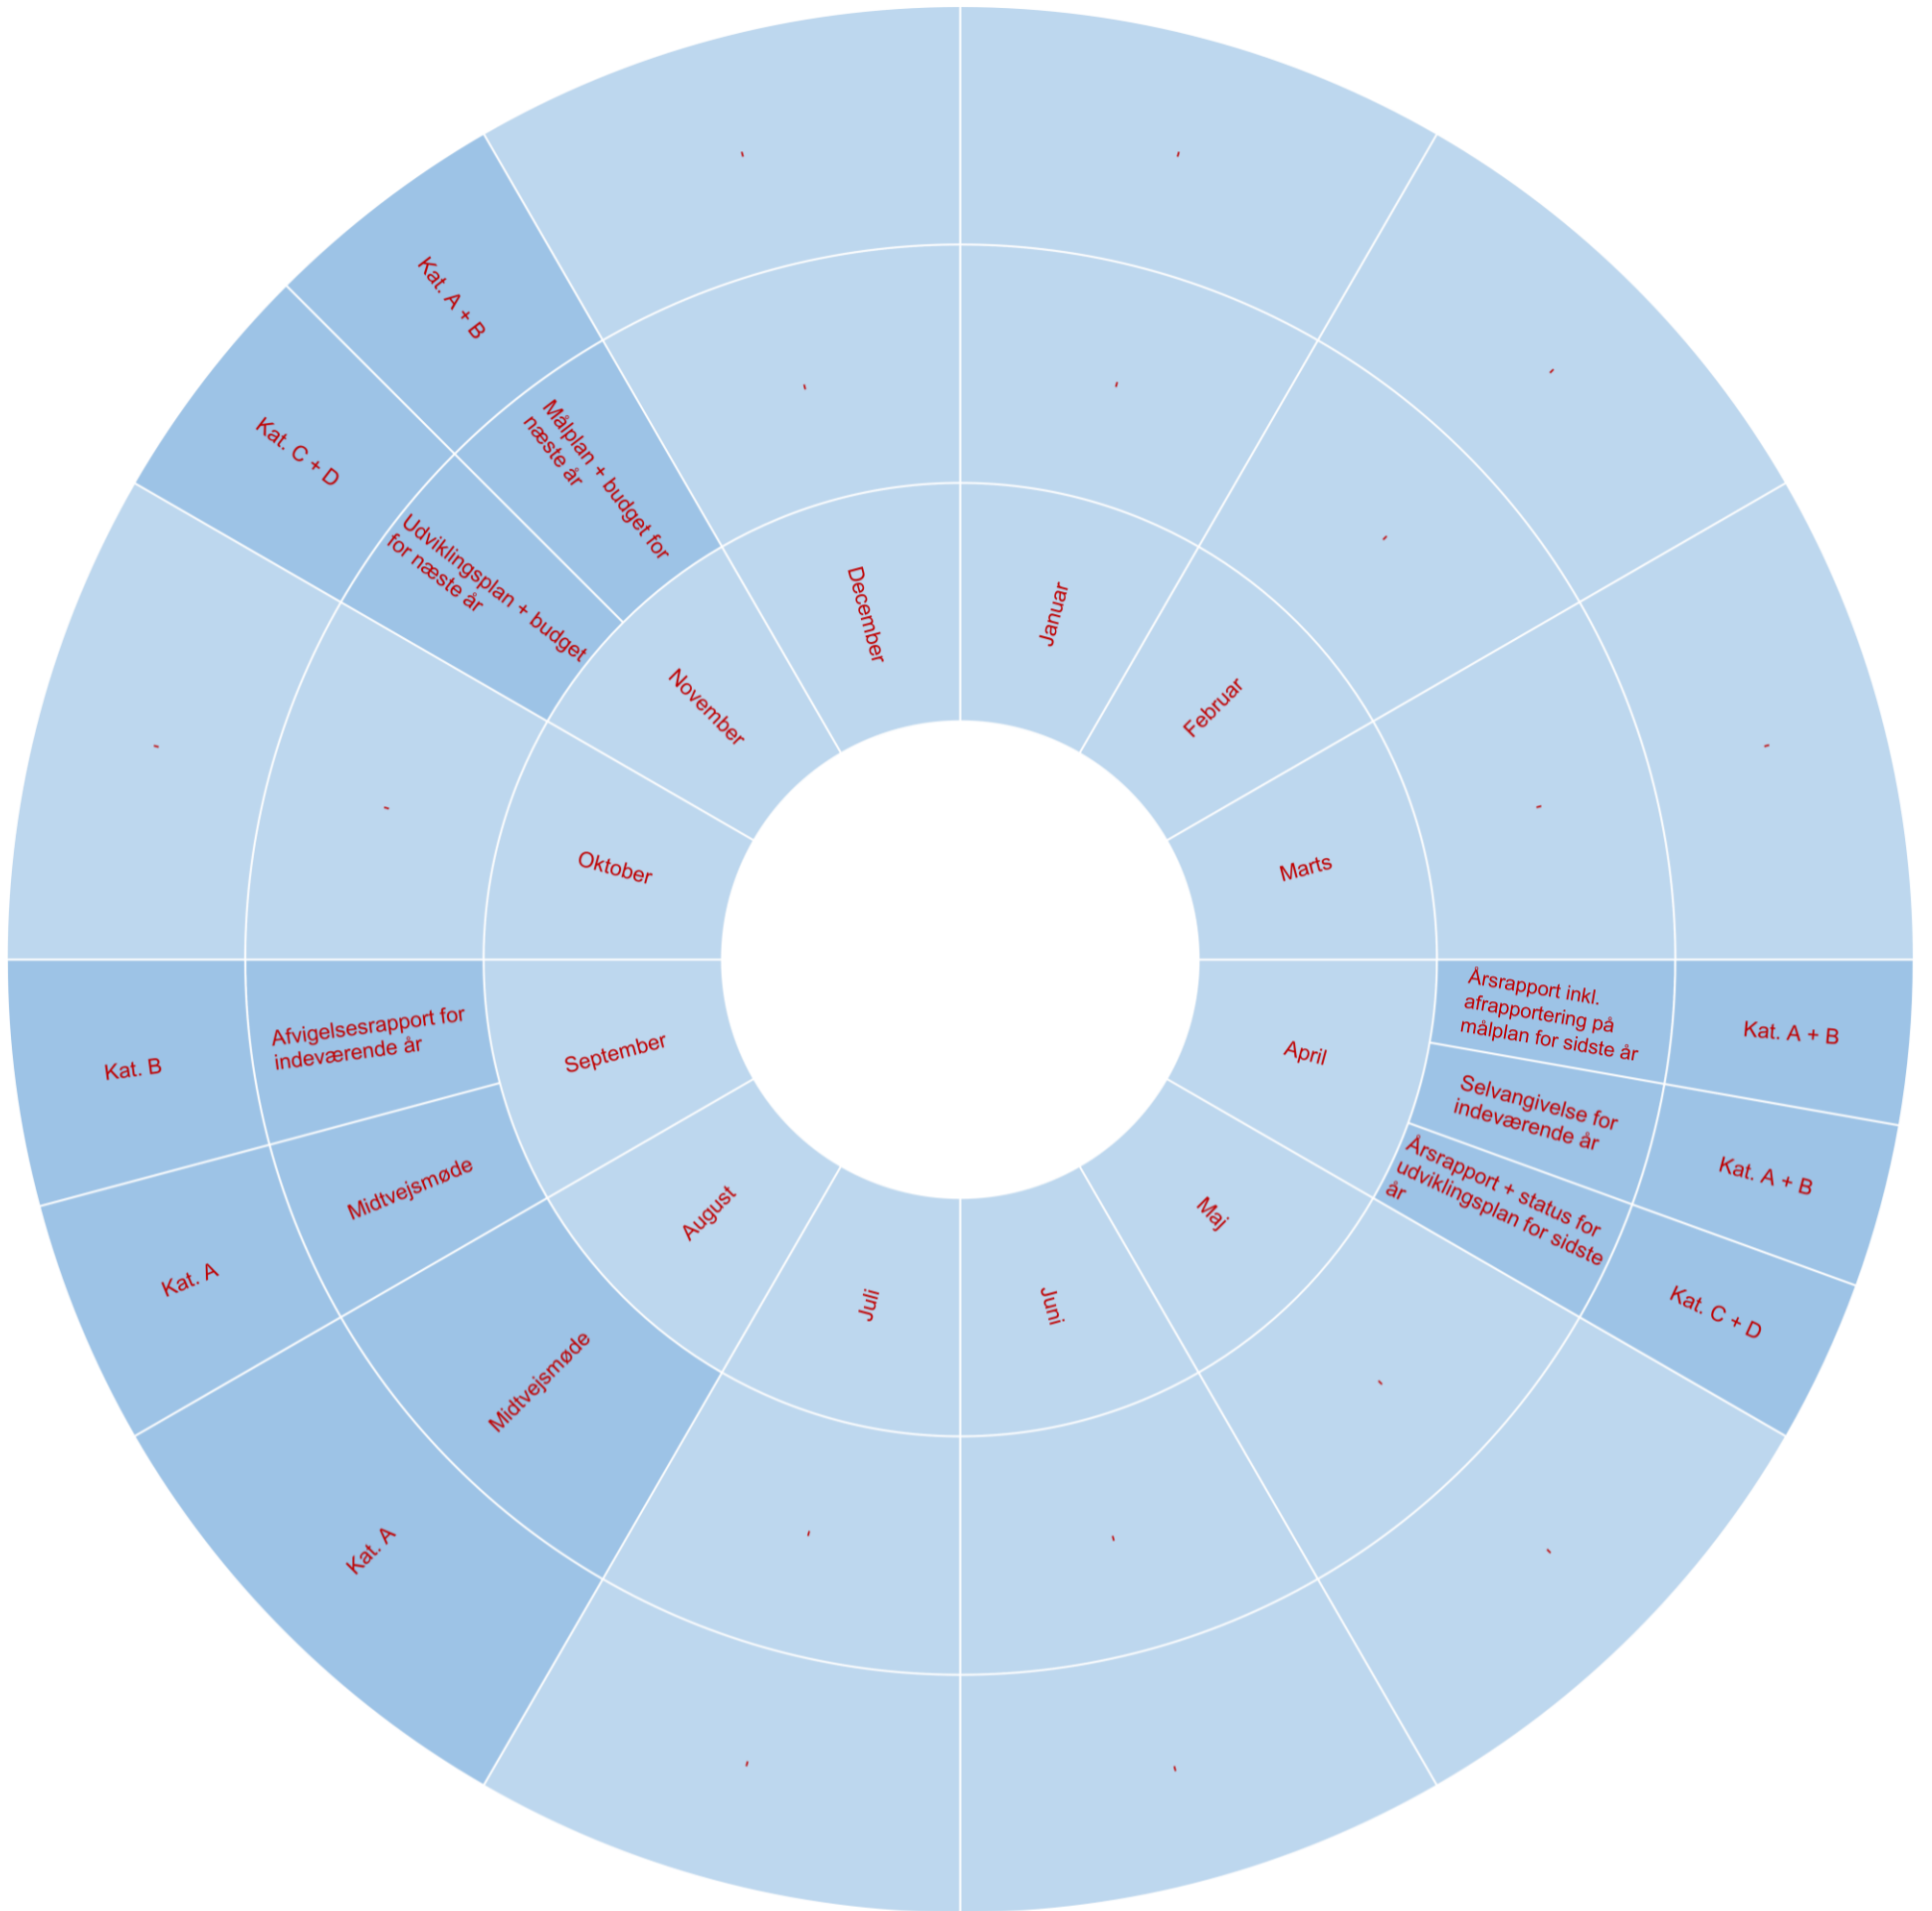 Januar
-
-
Februar
-
-
Marts
-
-
April
Årsrapport inkl.
afrapportering på
målplan for sidste år
Kat. A + B
Selvangivelse for
indeværende år
Kat. A + B
Årsrapport + status for
udviklingsplan for sidste
år
Kat. C + D
Maj
-
-
Juni
-
-
Juli
-
-
August
Midtvejsmøde
Kat. A
September
Midtvejsmøde
Kat. A
Afvigelsesrapport for
indeværende år
Kat. B
Oktober
-
-
November
Udviklingsplan + budget
for næste år
Kat. C + D
Målplan + budget for
næste år
Kat. A + B
December
-
-